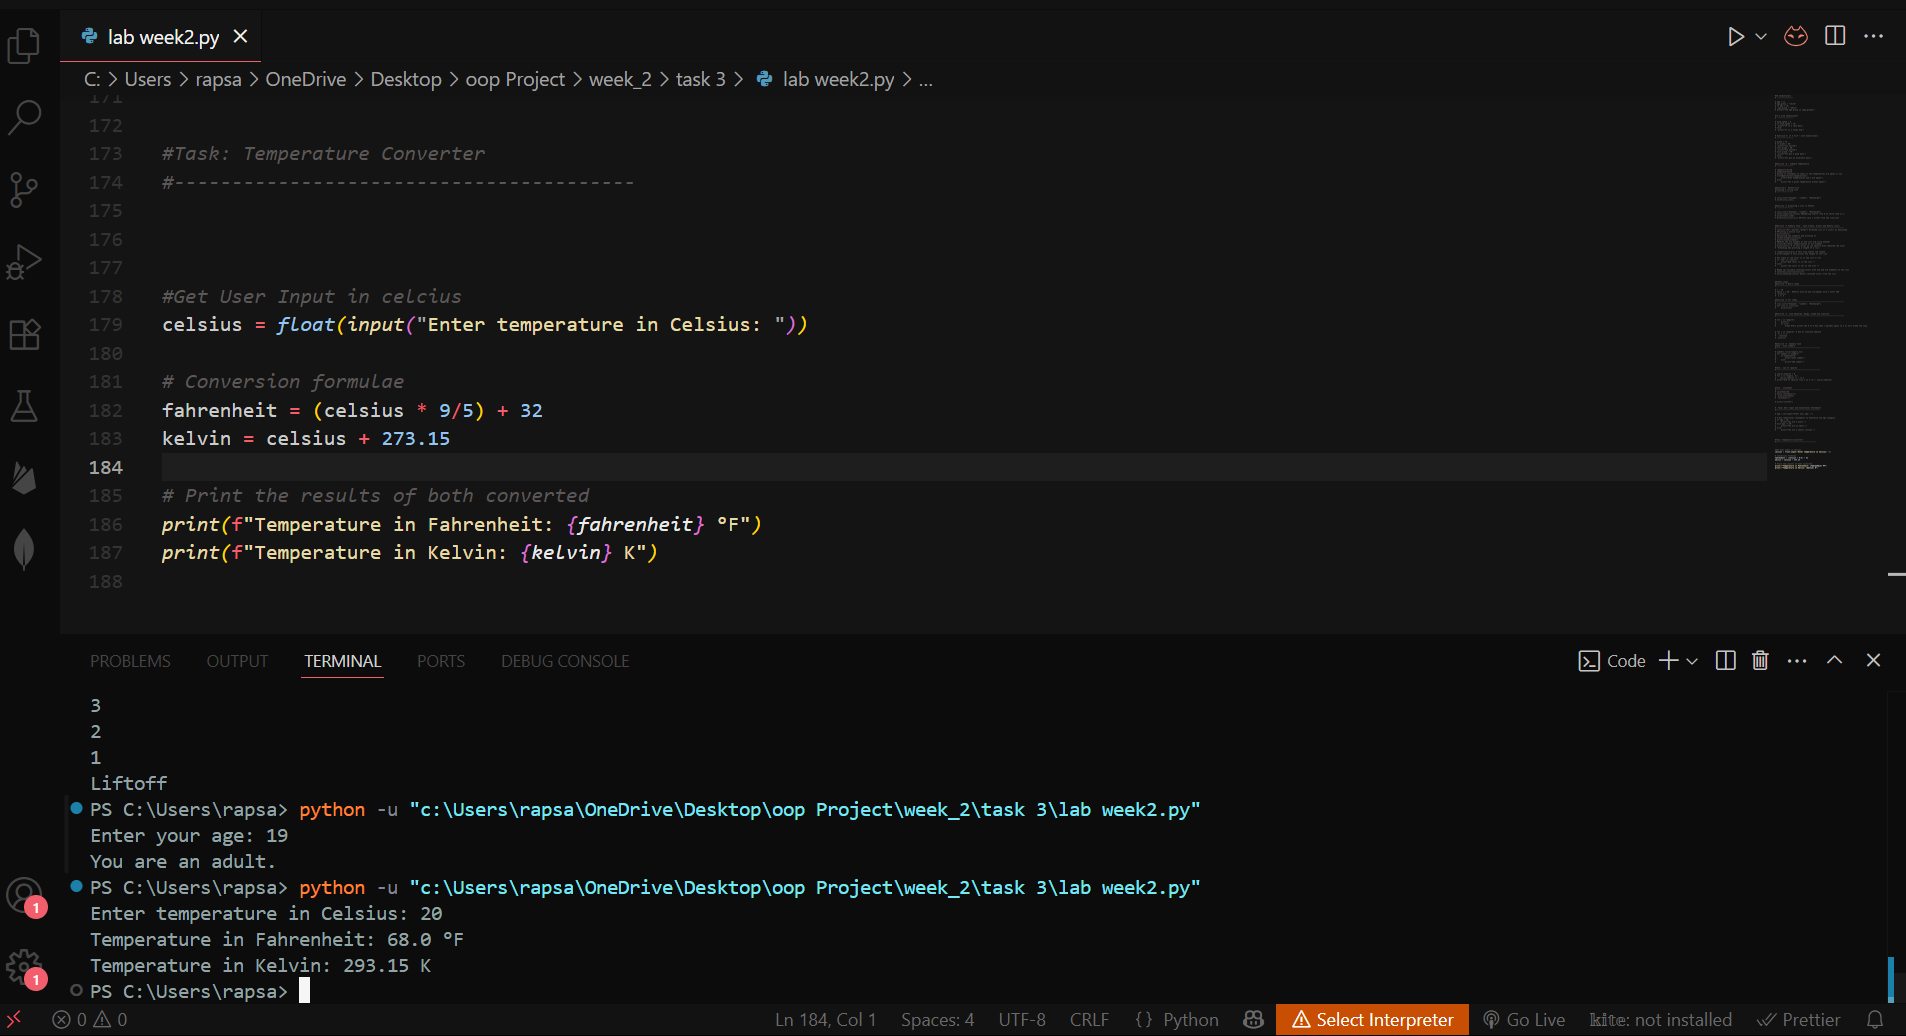 lab week2.py
C: > Users > rapsa > OneDrive > Desktop > oop Project > week_2 > task 3 > lab week2.py > ...
171
172
173 #Task: Temperature Converter
174 #----------------------------------------
175
176
177
178 #Get User Input in celcius
179 celsius = float(input("Enter temperature in Celsius: "))
180
181 # Conversion formulae
182 fahrenheit = (celsius * 9/5) + 32
183 kelvin = celsius + 273.15
184
185 # Print the results of both converted
186 print(f"Temperature in Fahrenheit: {fahrenheit} °F")
187 print(f"Temperature in Kelvin: {kelvin} K")
188
PROBLEMS OUTPUT TERMINAL PORTS DEBUG CONSOLE Code
3
2
1
Liftoff
PS C:\Users\rapsa> python -u "c:\Users\rapsa\OneDrive\Desktop\oop Project\week_2\task 3\lab week2.py"
Enter your age: 19
You are an adult.
PS C:\Users\rapsa> python -u "c:\Users\rapsa\OneDrive\Desktop\oop Project\week_2\task 3\lab week2.py"
Enter temperature in Celsius: 20
Temperature in Fahrenheit: 68.0 °F
Temperature in Kelvin: 293.15 K
PS C:\Users\rapsa>
1
1
0 0 Ln 184, Col 1 Spaces: 4 UTF-8 CRLF {} Python Select Interpreter Go Live kite: not installed Prettier